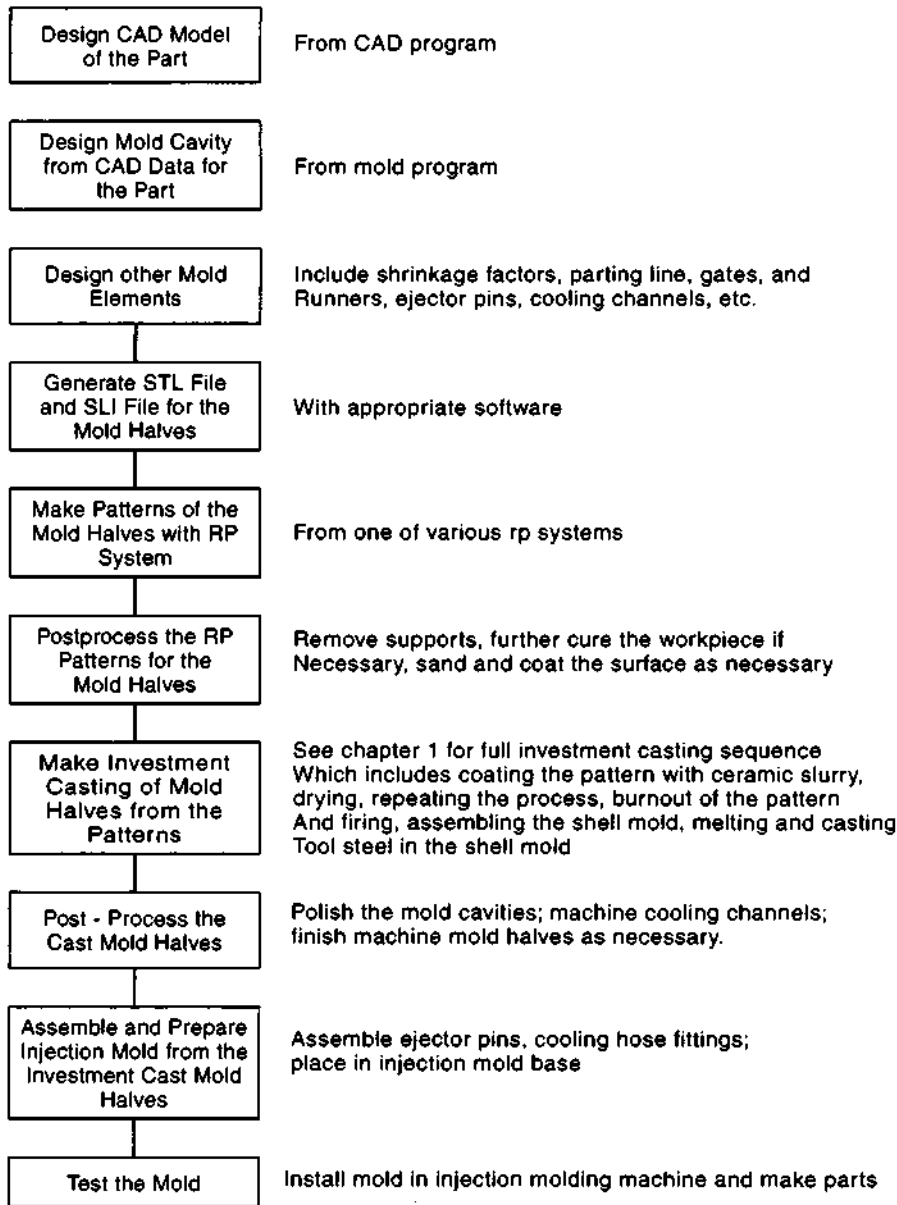 Design CAD Model
of the Part
From CAD program
Design Mold Cavity
from CAD Data for
the Part
From mold program
Design other Mold
Elements
Include shrinkage factors, parting line, gates, and
Runners, ejector pins, cooling channels, etc.
Generate STL File
and SLI File for the
Mold Halves
With appropriate software
Make Patterns of the
Mold Halves with RP
System
From one of various rp systems
Postprocess the RP
Patterns for the
Mold Halves
Remove supports, further cure the workpiece if
Necessary, sand and coat the surface as necessary
Make Investment
Casting of Mold
Halves from the
Patterns
See chapter 1 for full investment casting sequence
Which includes coating the pattern with ceramic slurry,
drying, repeating the process, burnout of the pattern
And firing, assembling the shell mold, melting and casting
Tool steel in the shell mold
Post - Process the
Cast Mold Halves
Polish the mold cavities; machine cooling channels;
finish machine mold halves as necessary.
Assemble and Prepare
Injection Mold from the
Investment Cast Mold
Halves
Assemble ejector pins, cooling hose fittings;
place in injection mold base
Test the Mold
Install mold in injection molding machine and make parts